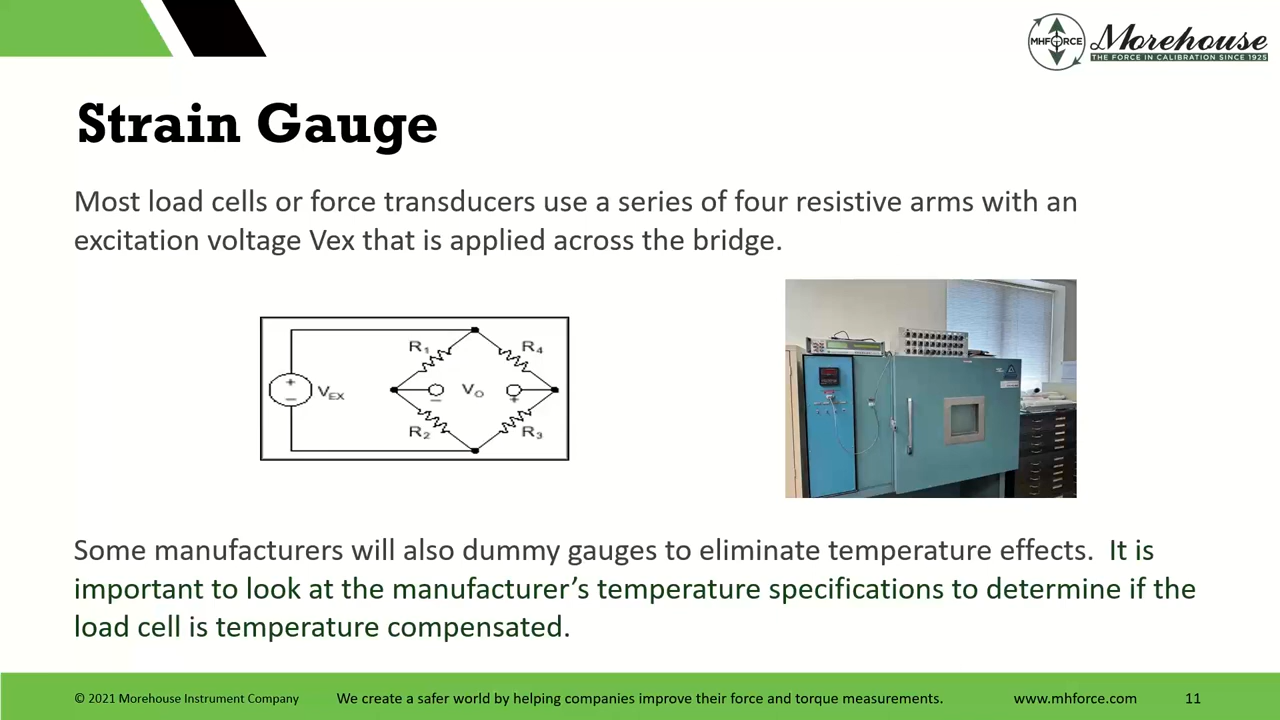 MHFORCE
Morehouse
THE FORCE IN CALIBRATION SINCE 1925
Strain Gauge
Most load cells or force transducers use a series of four resistive arms with an
excitation voltage Vex that is applied across the bridge.
R1
R4
VEX
VO
R2
R3
Some manufacturers will also dummy gauges to eliminate temperature effects. It is
important to look at the manufacturer’s temperature specifications to determine if the
load cell is temperature compensated.
© 2021 Morehouse Instrument Company
We create a safer world by helping companies improve their force and torque measurements.
www.mhforce.com
11